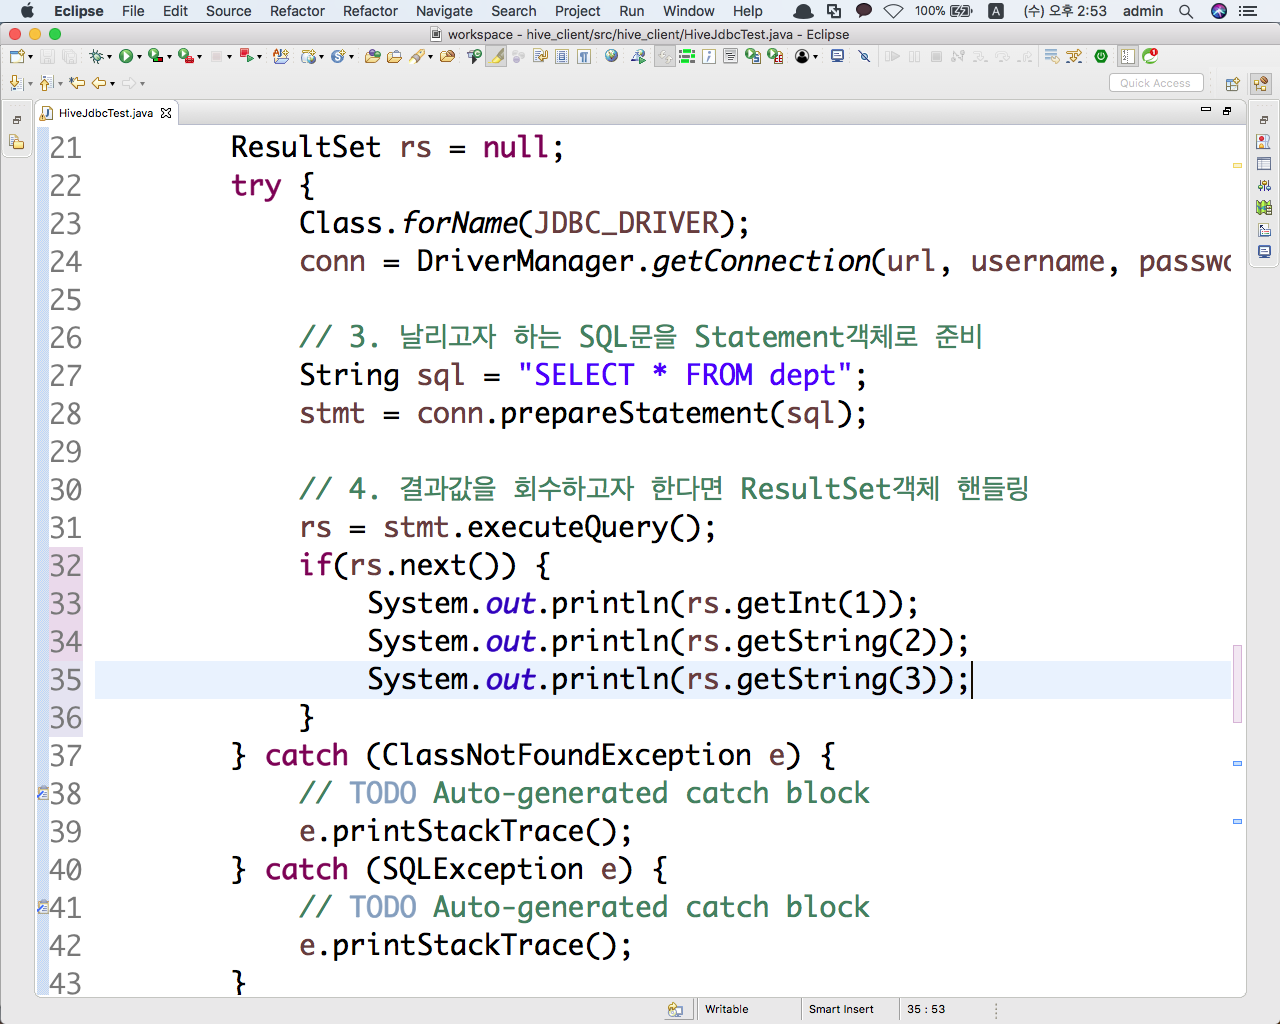 Eclipse File Edit Source Refactor Refactor Navigate Search Project Run Window Help 100% A (수) 오후 2:53 admin
workspace - hive_client/src/hive_client/HiveJdbcTest.java - Eclipse
Quick Access
HiveJdbcTest.java
21 ResultSet rs = null;
22 try {
23 Class.forName(JDBC_DRIVER);
24 conn = DriverManager.getConnection(url, username, passwo
25
26 // 3. 날리고자 하는 SQL문을 Statement객체로 준비
27 String sql = "SELECT * FROM dept";
28 stmt = conn.prepareStatement(sql);
29
30 // 4. 결과값을 회수하고자 한다면 ResultSet객체 핸들링
31 rs = stmt.executeQuery();
32 if(rs.next()) {
33 System.out.println(rs.getInt(1));
34 System.out.println(rs.getString(2));
35 System.out.println(rs.getString(3));
36 }
37 } catch (ClassNotFoundException e) {
38 // TODO Auto-generated catch block
39 e.printStackTrace();
40 } catch (SQLException e) {
41 // TODO Auto-generated catch block
42 e.printStackTrace();
43 }
Writable Smart Insert 35 : 53